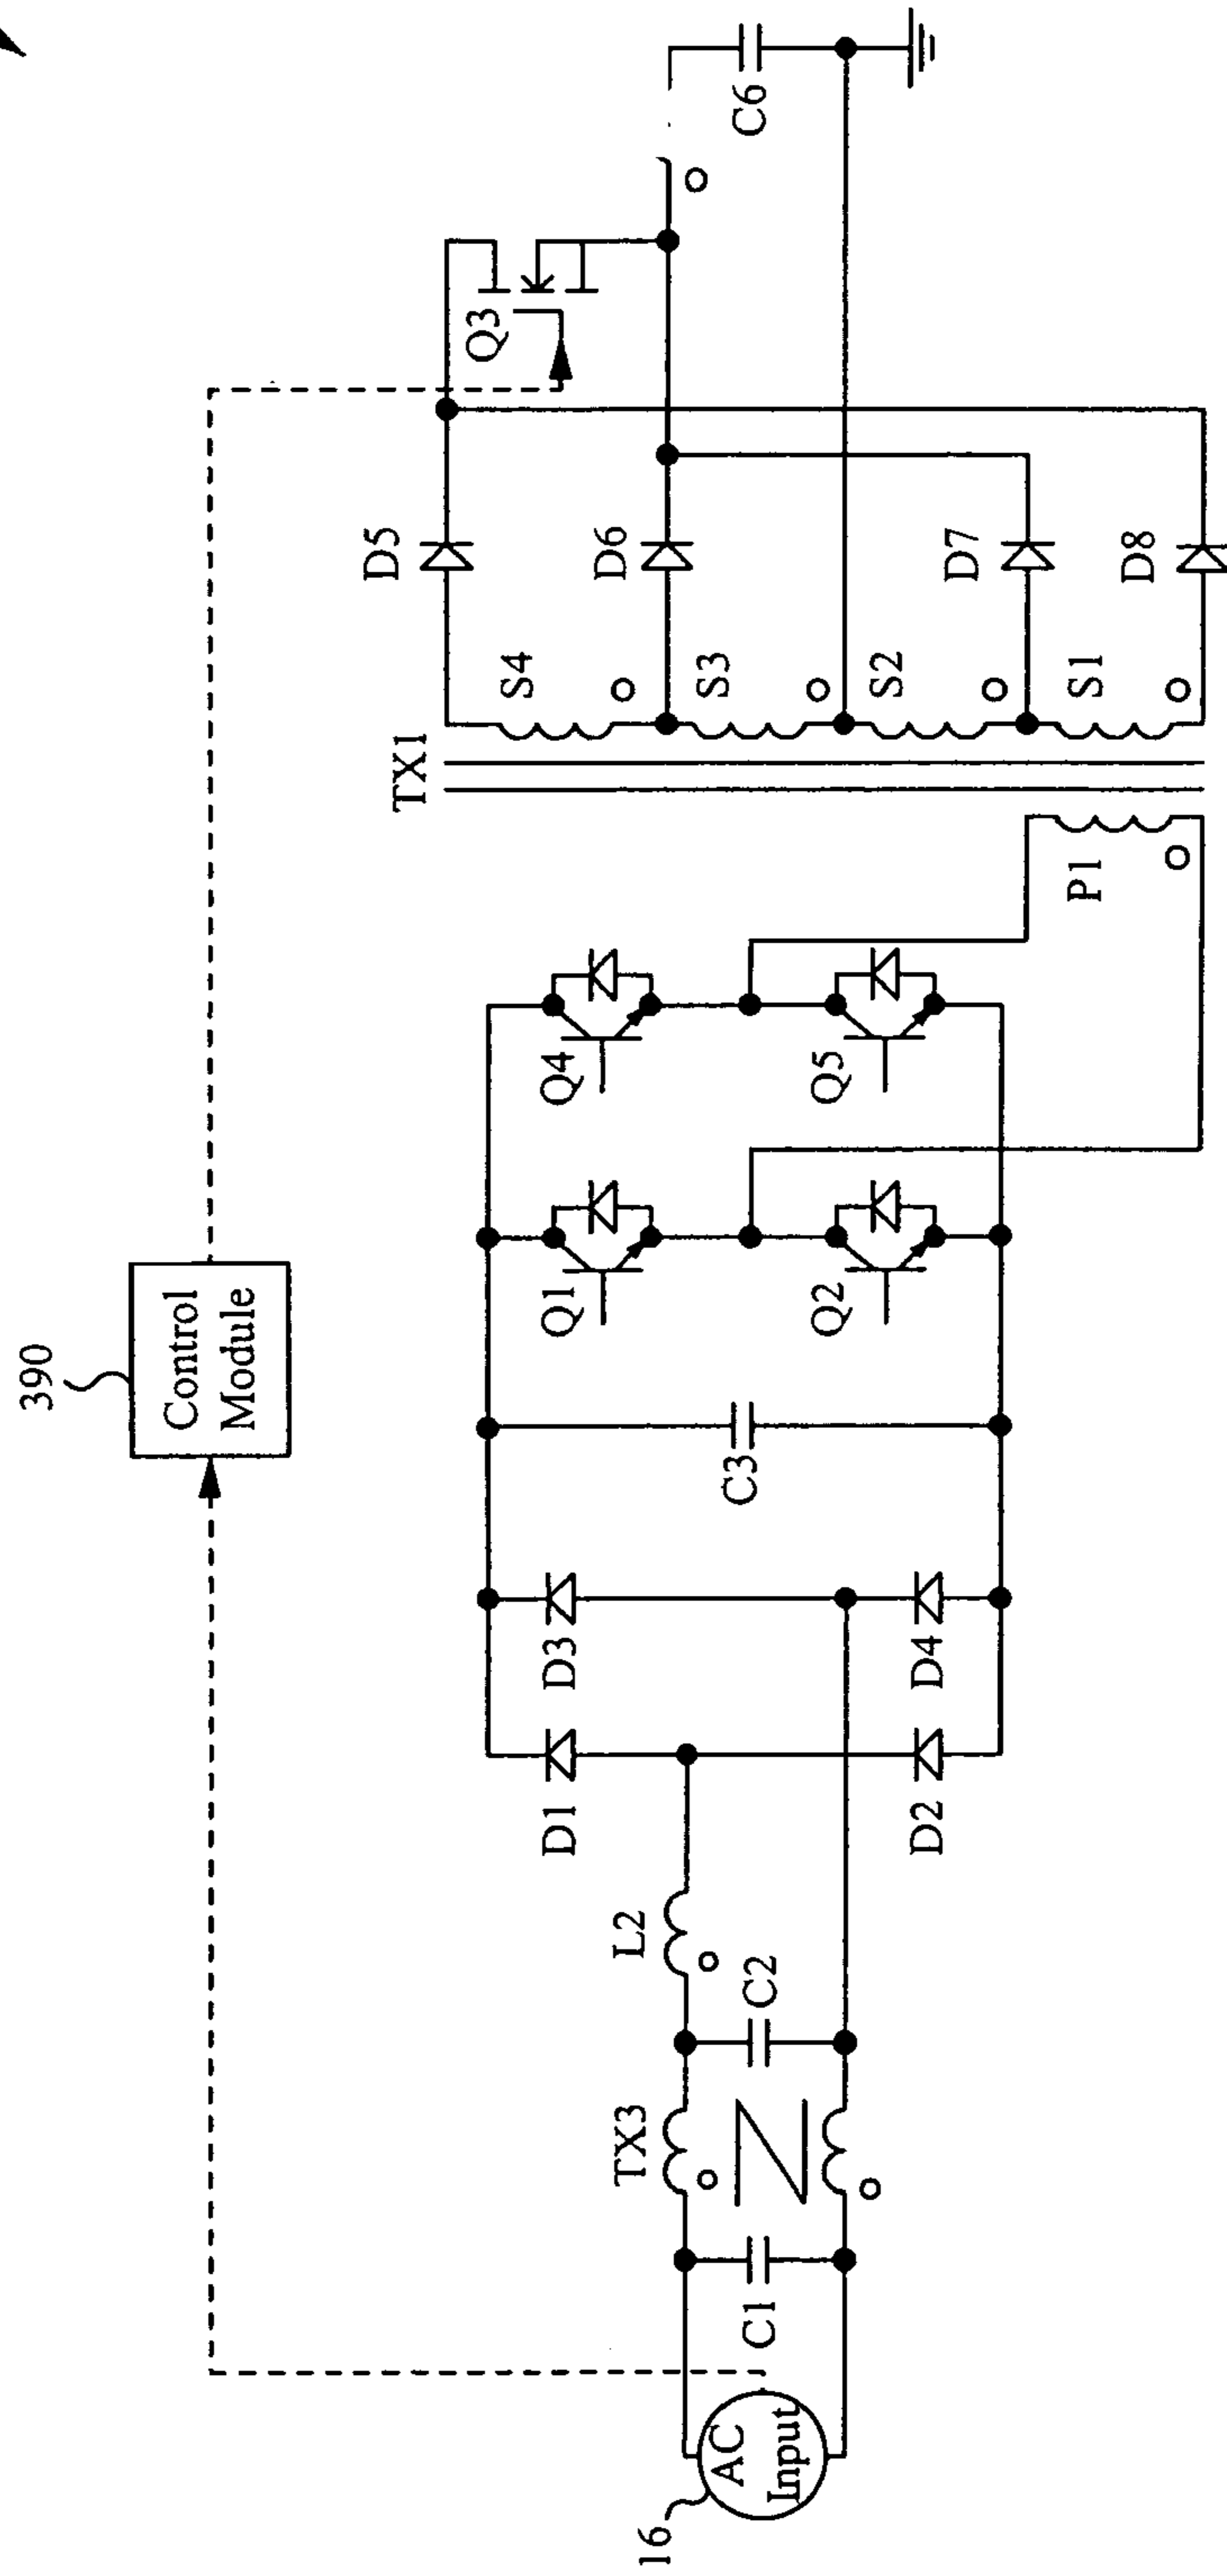 390
Control
Module
TX1
D5
Q3
S4
D6
S3
C6
S2
D7
S1
D8
P1
Q4
Q5
Q1
Q2
C3
D3
D4
D1
D2
L2
C2
TX3
C1
AC
Input
16